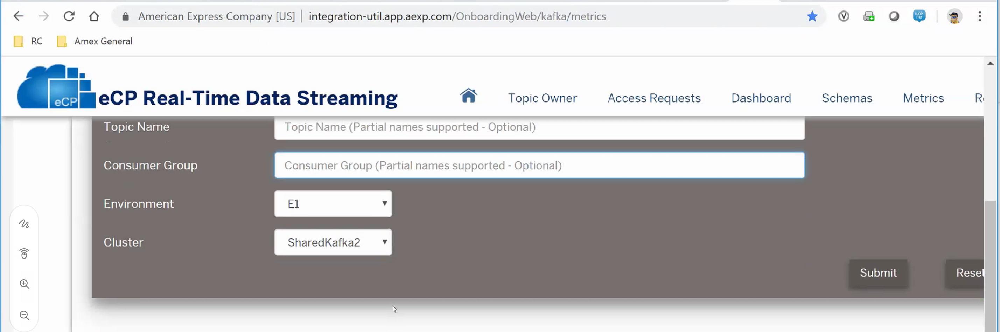 American Express Company [US] integration-util.app.aexp.com/OnboardingWeb/kafka/metrics
V
walk me
RC Amex General
eCP
eCP Real-Time Data Streaming Topic Owner Access Requests Dashboard Schemas Metrics
Topic Name Topic Name (Partial names supported - Optional)
Consumer Group Consumer Group (Partial names supported - Optional)
Environment E1
Cluster SharedKafka2
Submit Reset